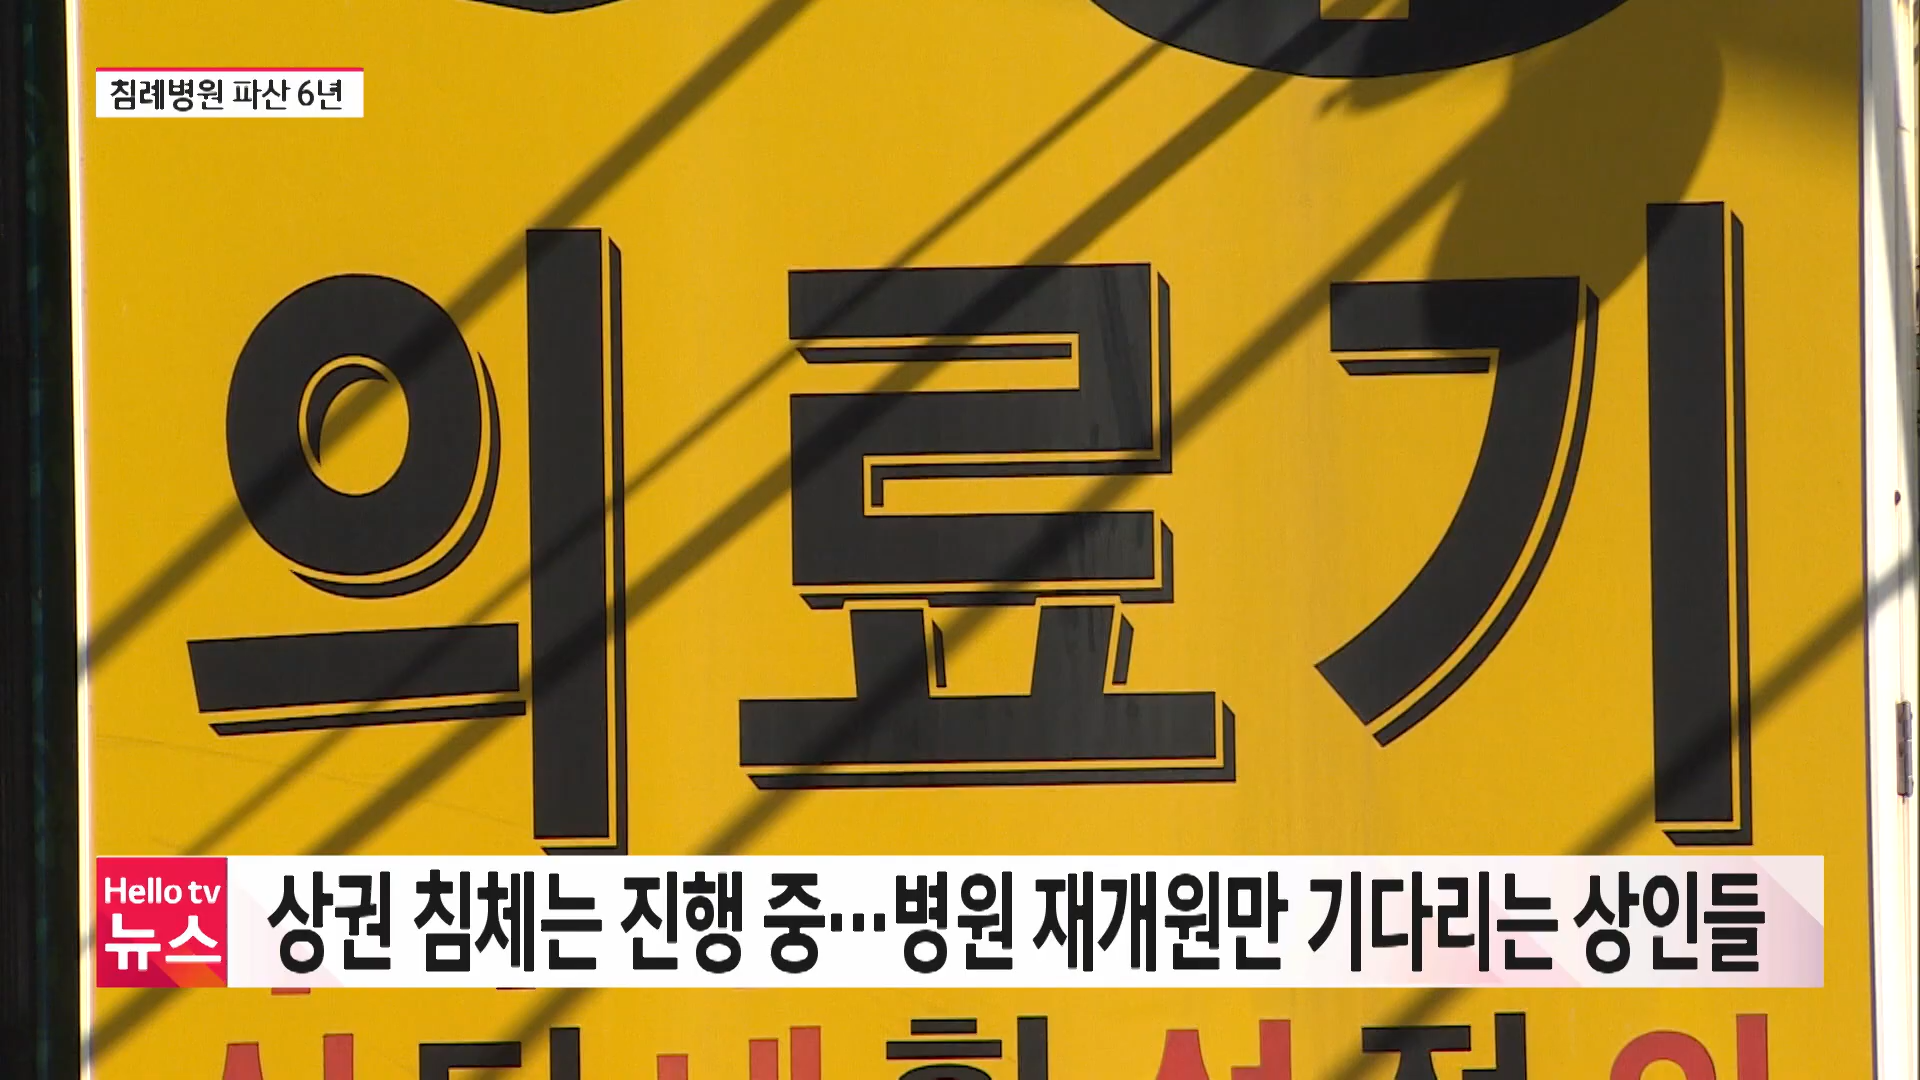 침례병원 파산 6년
의료기
Hello tv
뉴스
상권 침체는 진행 중…병원 재개원만 기다리는 상인들